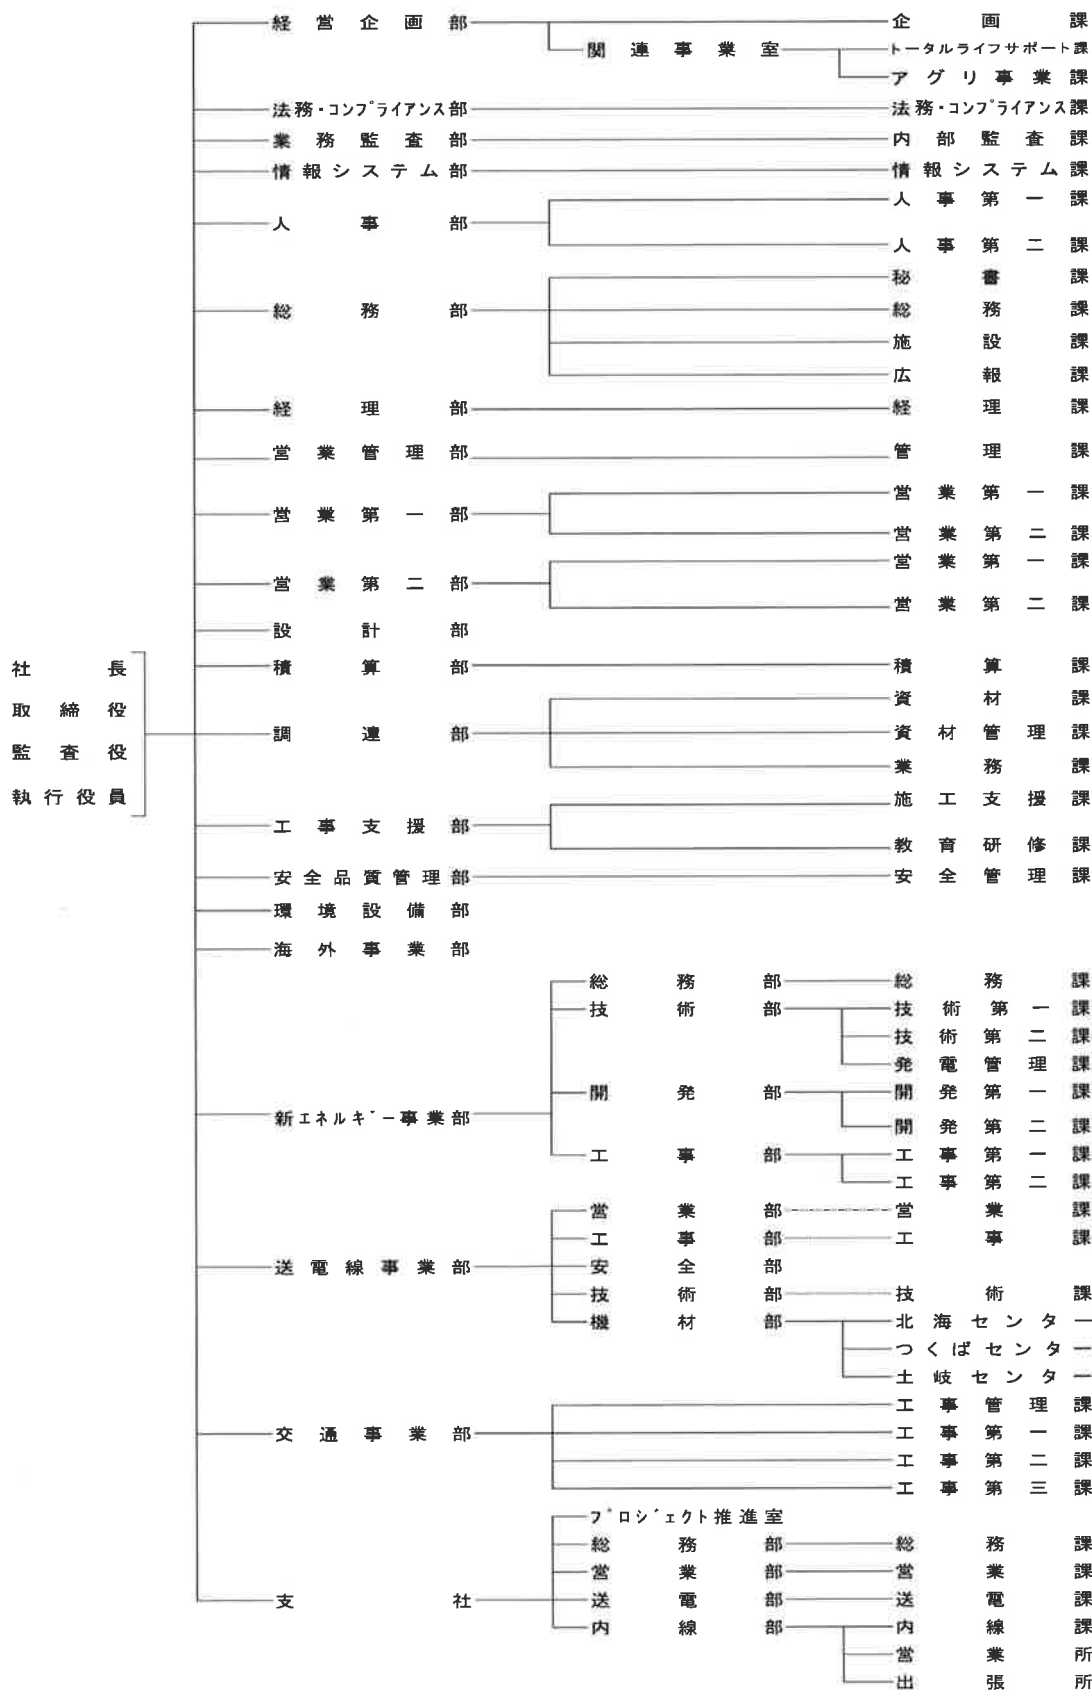 経営企画部 企画課
関連事業室 トータルライフサポート課
アグリ事業課
法務・コンプライアンス部 法務・コンプライアンス課
業務監査部 内部監査課
情報システム部 情報システム課
人事部 人事第一課
人事第二課
総務部 秘書課
総務課
施設課
広報課
経理部 経理課
営業管理部 管理課
営業第一部 営業第一課
営業第二課
営業第二部 営業第一課
営業第二課
設計部
社長
取締役
監査役
執行役員
積算部 積算課
調達部 資材課
資材管理課
業務課
工事支援部 施工支援課
教育研修課
安全品質管理部 安全管理課
環境設備部
海外事業部
新エネルギー事業部
総務部 総務課
技術部 技術第一課
技術第二課
発電管理課
開発部 開発第一課
開発第二課
工事部 工事第一課
工事第二課
送電線事業部
営業部 営業課
工事部 工事課
安全部
技術部 技術課
機材部 北海センター
つくばセンター
土岐センター
交通事業部 工事管理課
工事第一課
工事第二課
工事第三課
支社
プロジェクト推進室
総務部 総務課
営業部 営業課
送電部 送電課
内線部 内線課
営業所
出張所